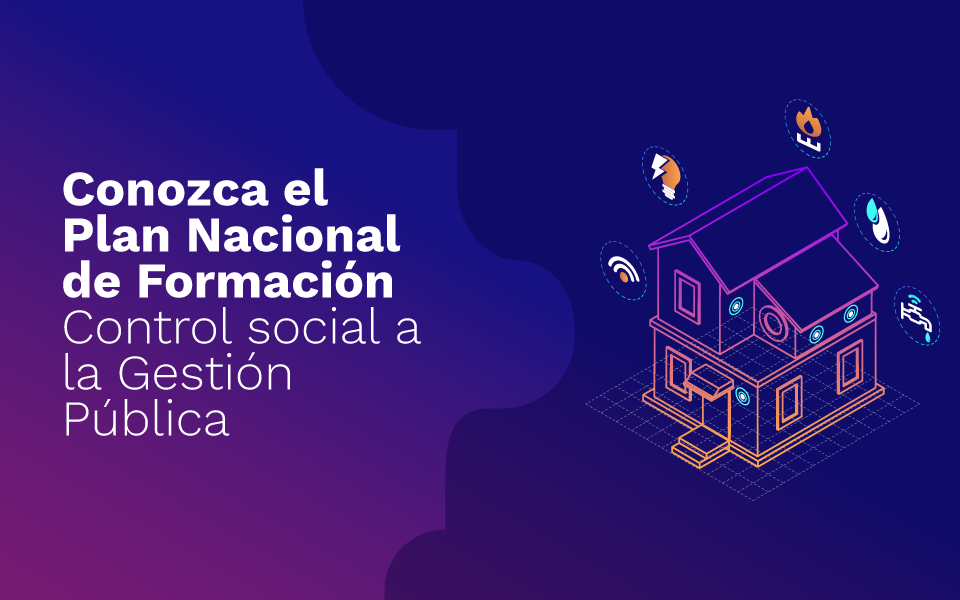 Conozca el
Plan Nacional
de Formación
Control social a
la Gestión
Pública